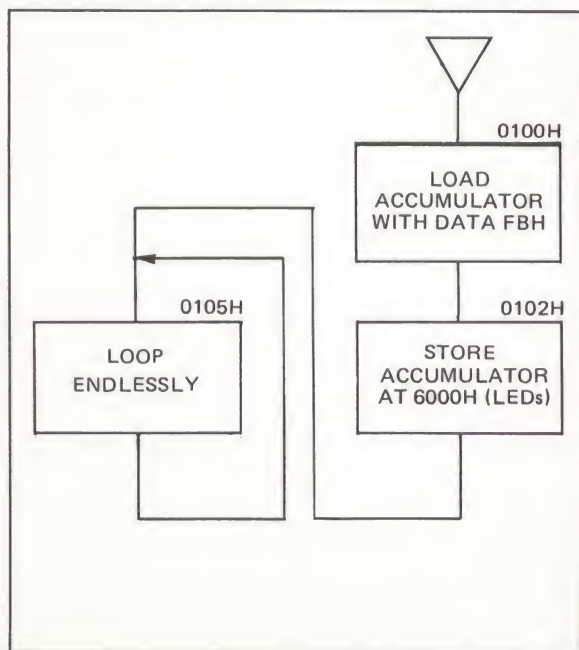 0100H
LOAD
ACCUMULATOR
WITH DATA FBH
0102H
STORE
ACCUMULATOR
AT 6000H (LEDs)
0105H
LOOP
ENDLESSLY